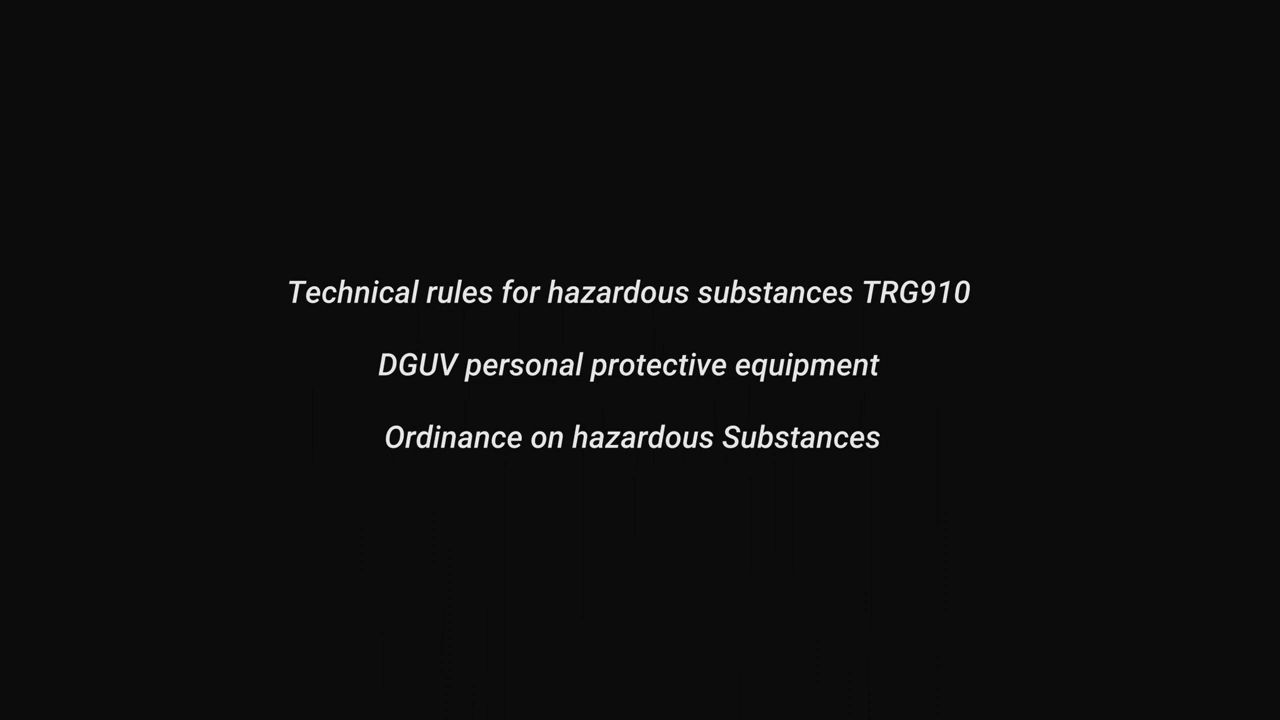 Technical rules for hazardous substances TRG910
DGUV personal protective equipment
Ordinance on hazardous Substances